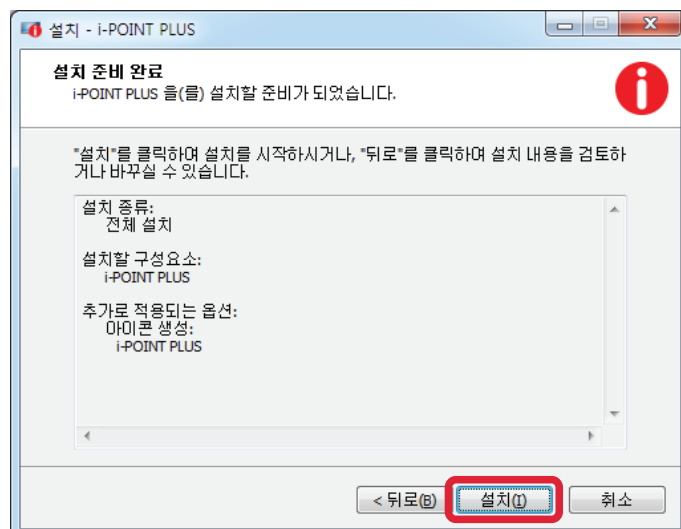 설치 - i-POINT PLUS
설치 준비 완료
i-POINT PLUS 을(를) 설치할 준비가 되었습니다.
"설치"를 클릭하여 설치를 시작하시거나, "뒤로"를 클릭하여 설치 내용을 검토하
거나 바꾸실 수 있습니다.
설치 종류:
전체 설치
설치할 구성요소:
i-POINT PLUS
추가로 적용되는 옵션:
아이콘 생성:
i-POINT PLUS
< 뒤로(B)
설치(I)
취소